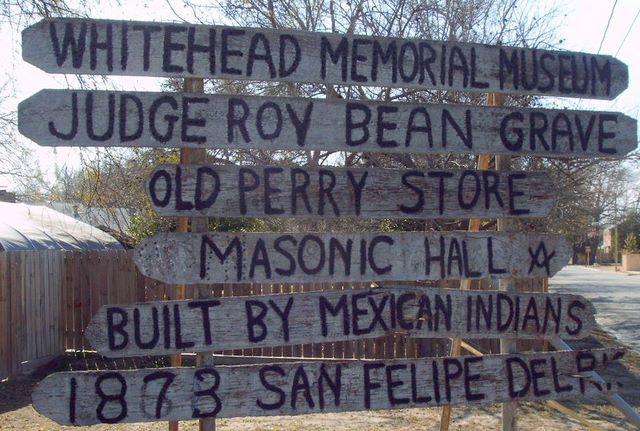 WHITEHEAD MEMORIAL MUSEUM
JUDGE ROY BEAN GRAVE
OLD PERRY STORE
MASONIC HALL
BUILT BY MEXICAN INDIANS
1873 SAN FELIPE DEL